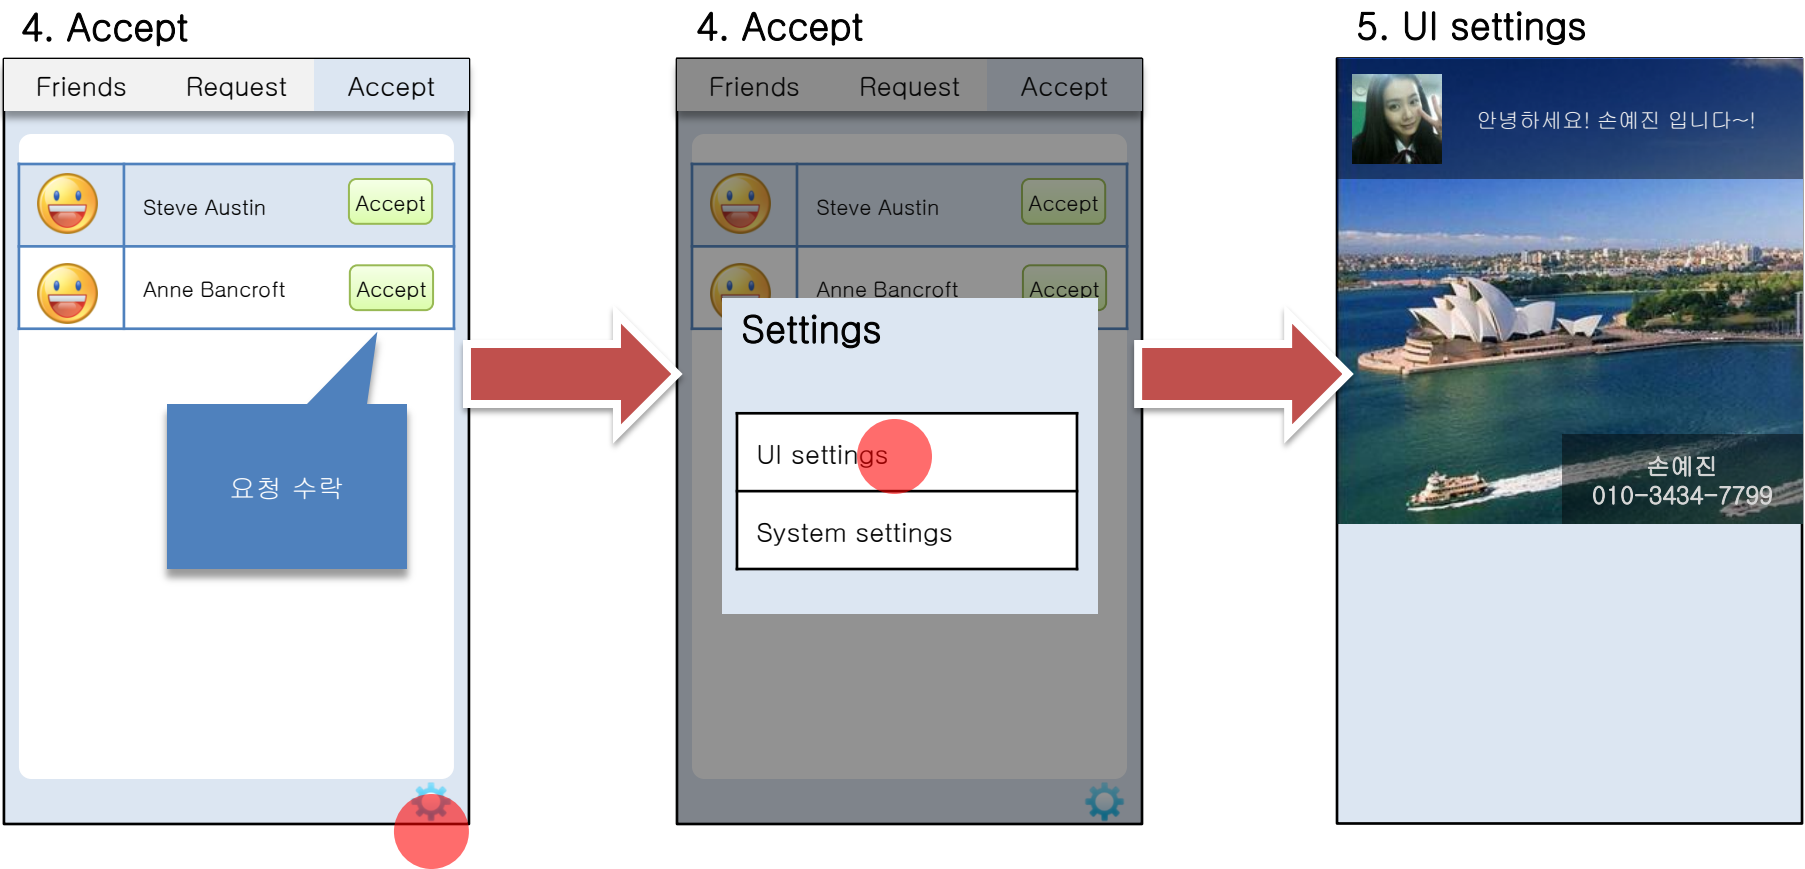 4. Accept
Friends Request Accept
Steve Austin Accept
Anne Bancroft Accept
요청 수락
4. Accept
Friends Request Accept
Steve Austin Accept
Anne Bancroft Accept
Settings
UI settings
System settings
5. UI settings
안녕하세요! 손예진 입니다~!
손예진
010-3434-7799